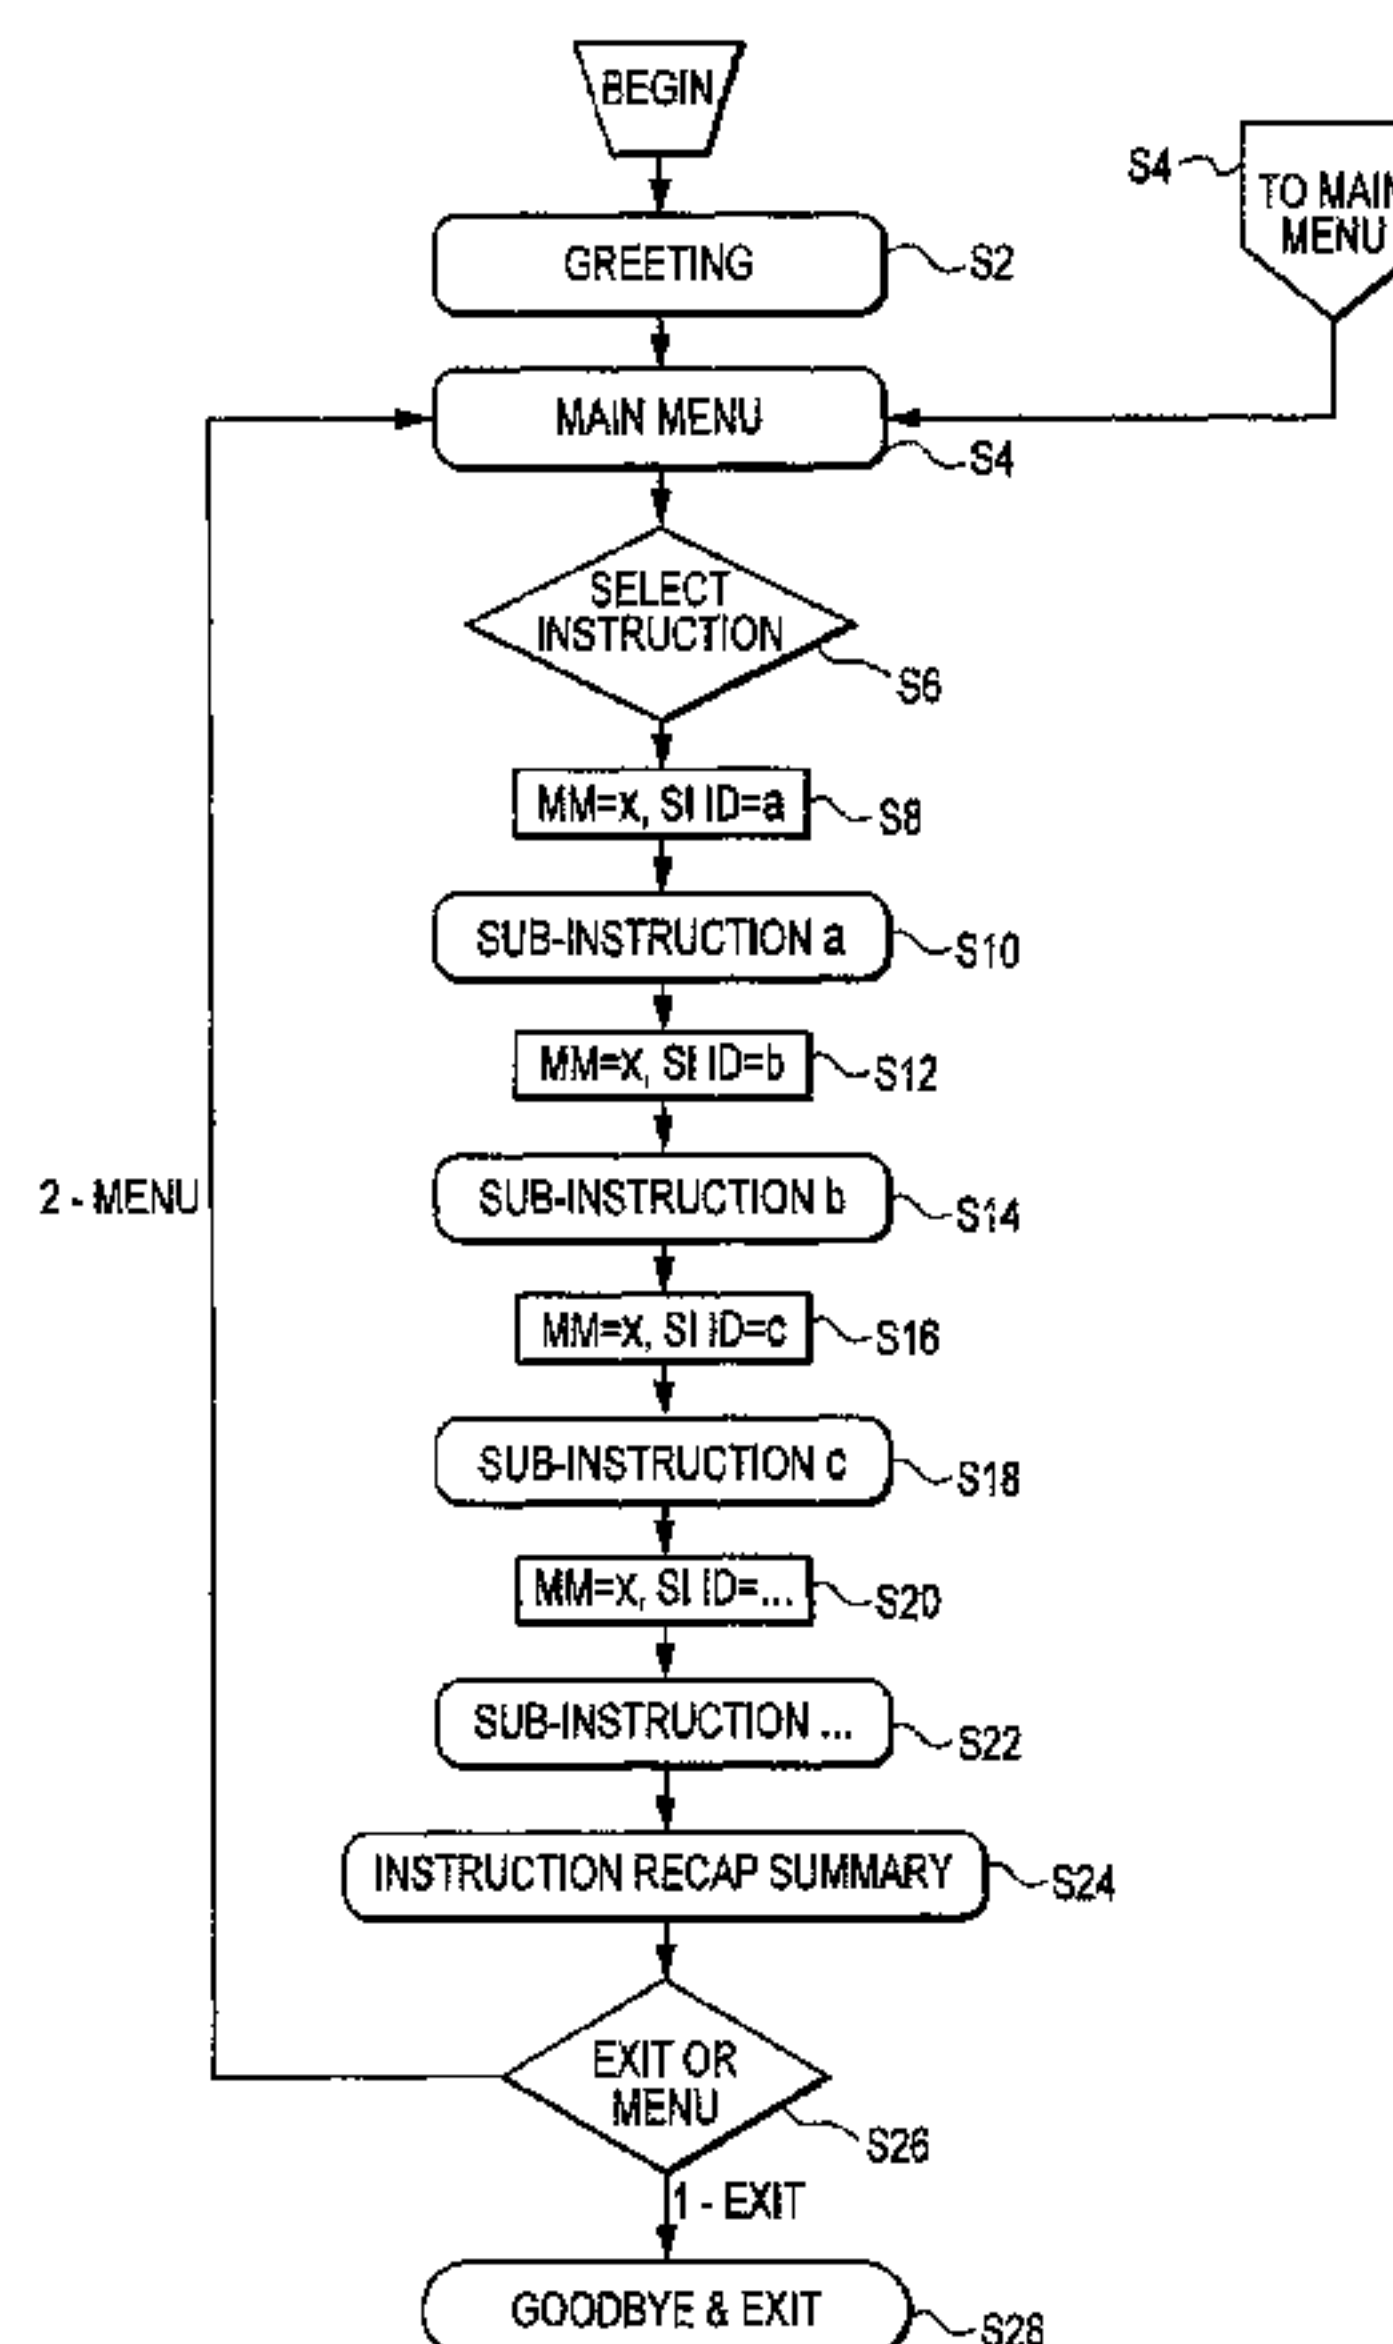 BEGIN
S4
TO MAIN
MENU
GREETING
S2
MAIN MENU
S4
SELECT
INSTRUCTION
S6
MM=x, SI ID=a
S8
SUB-INSTRUCTION a
S10
MM=x, SI ID=b
S12
SUB-INSTRUCTION b
S14
2 - MENU
MM=x, SI ID=c
S16
SUB-INSTRUCTION c
S18
MM=x, SI ID=...
S20
SUB-INSTRUCTION ...
S22
INSTRUCTION RECAP SUMMARY
S24
EXIT OR
MENU
S26
1 - EXIT
GOODBYE & EXIT
S28